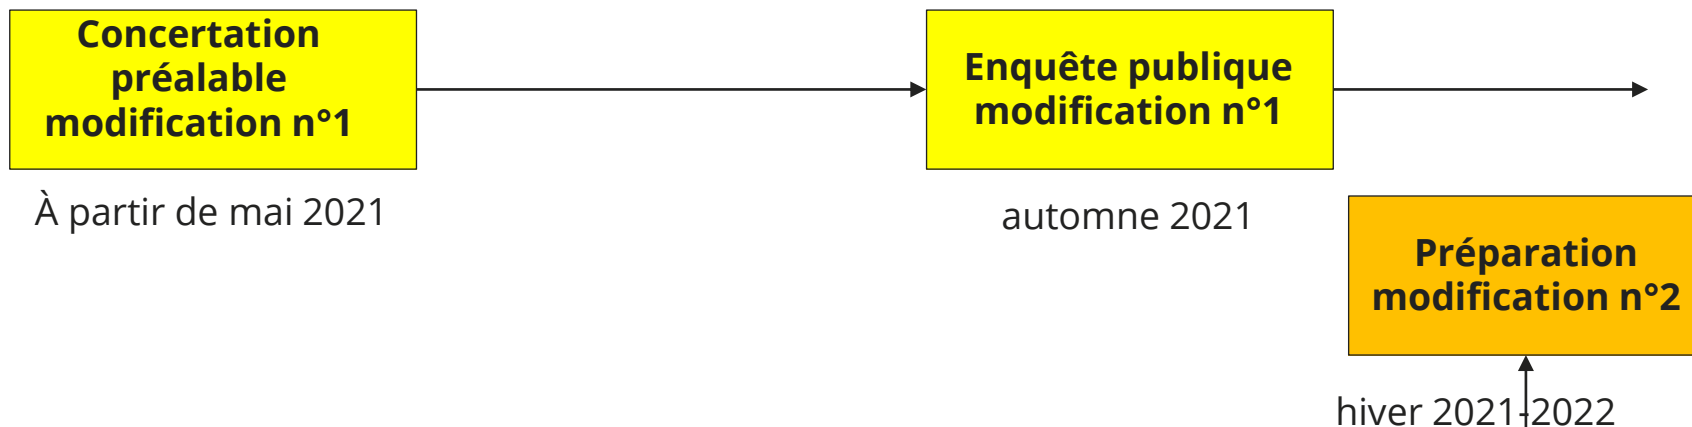 Concertation
préalable
modification n°1
À partir de mai 2021
Enquête publique
modification n°1
automne 2021
Préparation
modification n°2
hiver 2021-2022